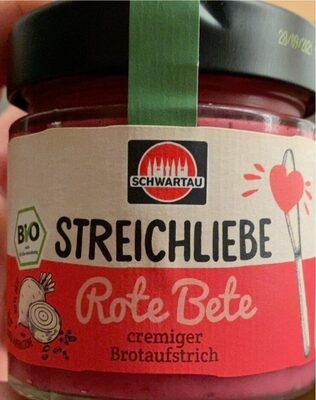 SCHWARTAU
BIO
STREICHLIEBE
Rote Bete
cremiger
Brotaufstrich